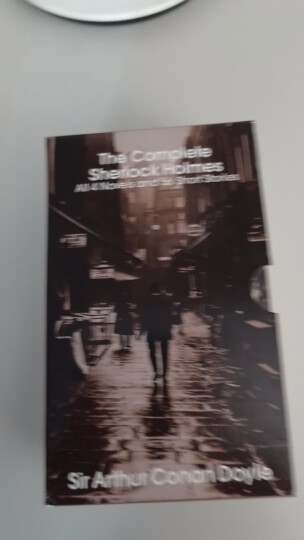 The Complete
Sherlock Holmes
All 4 Novels and 56 Short Stories
Sir Arthur Conan Doyle